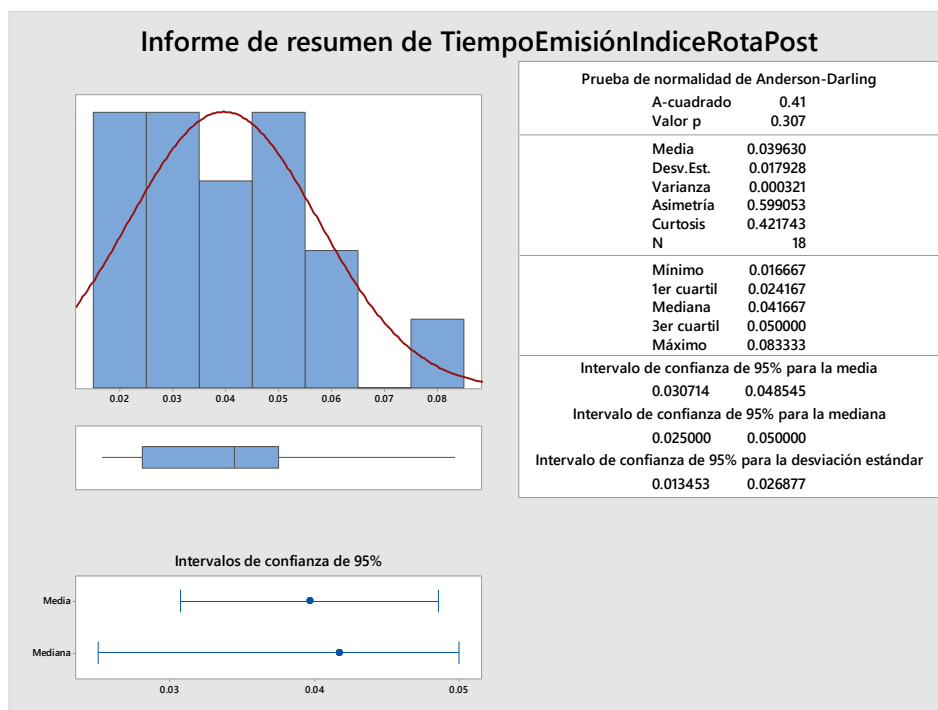 Informe de resumen de TiempoEmisiónIndiceRotaPost
0.02 0.03 0.04 0.05 0.06 0.07 0.08
Prueba de normalidad de Anderson-Darling
A-cuadrado 0.41
Valor p 0.307
Media 0.039630
Desv.Est. 0.017928
Varianza 0.000321
Asimetría 0.599053
Curtosis 0.421743
N 18
Mínimo 0.016667
1er cuartil 0.024167
Mediana 0.041667
3er cuartil 0.050000
Máximo 0.083333
Intervalo de confianza de 95% para la media
0.030714 0.048545
Intervalo de confianza de 95% para la mediana
0.025000 0.050000
Intervalo de confianza de 95% para la desviación estándar
0.013453 0.026877
Intervalos de confianza de 95%
Media
Mediana
0.03 0.04 0.05